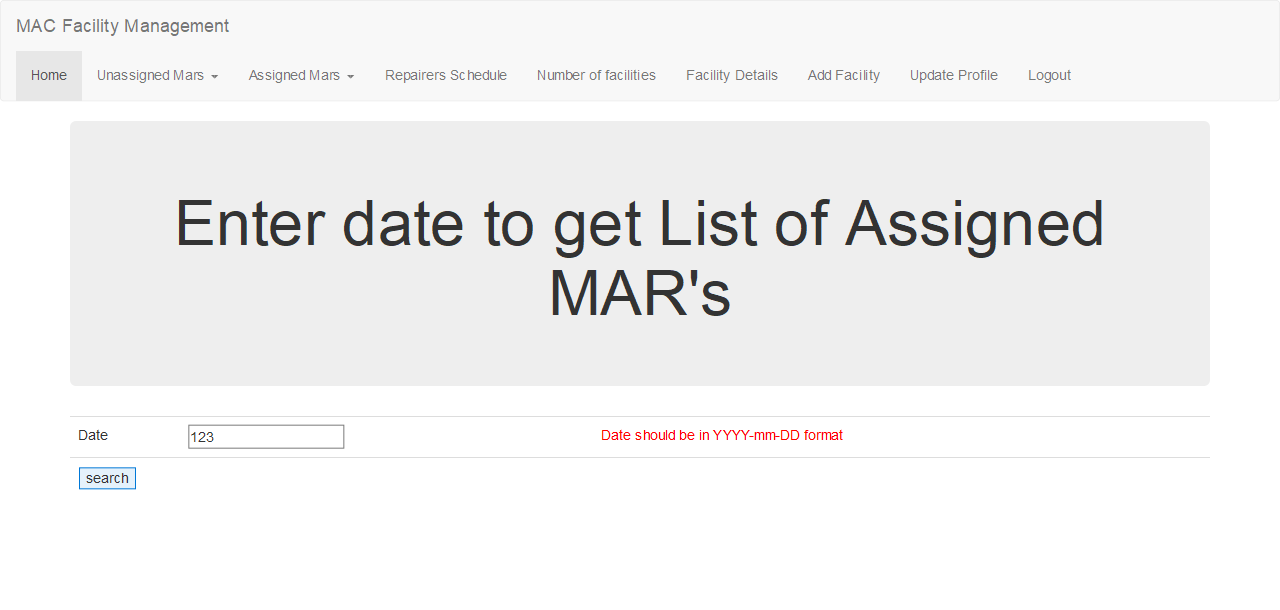 MAC Facility Management
Home Unassigned Mars Assigned Mars Repairers Schedule Number of facilities Facility Details Add Facility Update Profile Logout
Enter date to get List of Assigned
MAR's
Date 123 Date should be in YYYY-mm-DD format
search